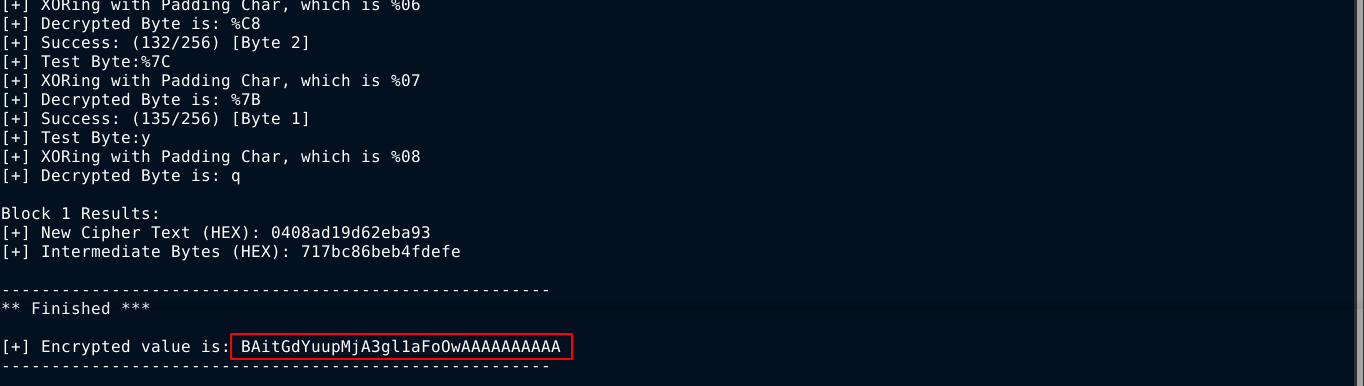 [+] XORing with Padding Char, which is %06
[+] Decrypted Byte is: %C8
[+] Success: (132/256) [Byte 2]
[+] Test Byte:%7C
[+] XORing with Padding Char, which is %07
[+] Decrypted Byte is: %7B
[+] Success: (135/256) [Byte 1]
[+] Test Byte:y
[+] XORing with Padding Char, which is %08
[+] Decrypted Byte is: q
Block 1 Results:
[+] New Cipher Text (HEX): 0408ad19d62eba93
[+] Intermediate Bytes (HEX): 717bc86beb4fdefe
-------------------------------------------------------
** Finished ***
[+] Encrypted value is: BAitGdYuupMjA3gl1aFoOwAAAAAAAAAA
-------------------------------------------------------